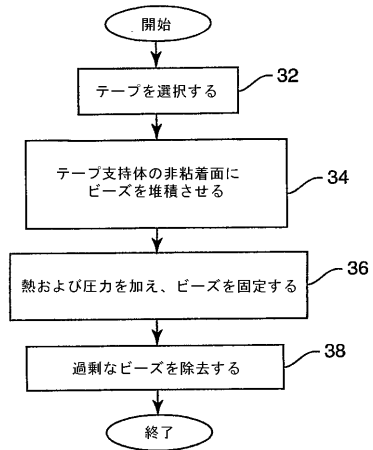 開始
テープを選択する
32
テープ支持体の非粘着面に
ビーズを堆積させる
34
熱および圧力を加え、ビーズを固定する
36
過剰なビーズを除去する
38
終了